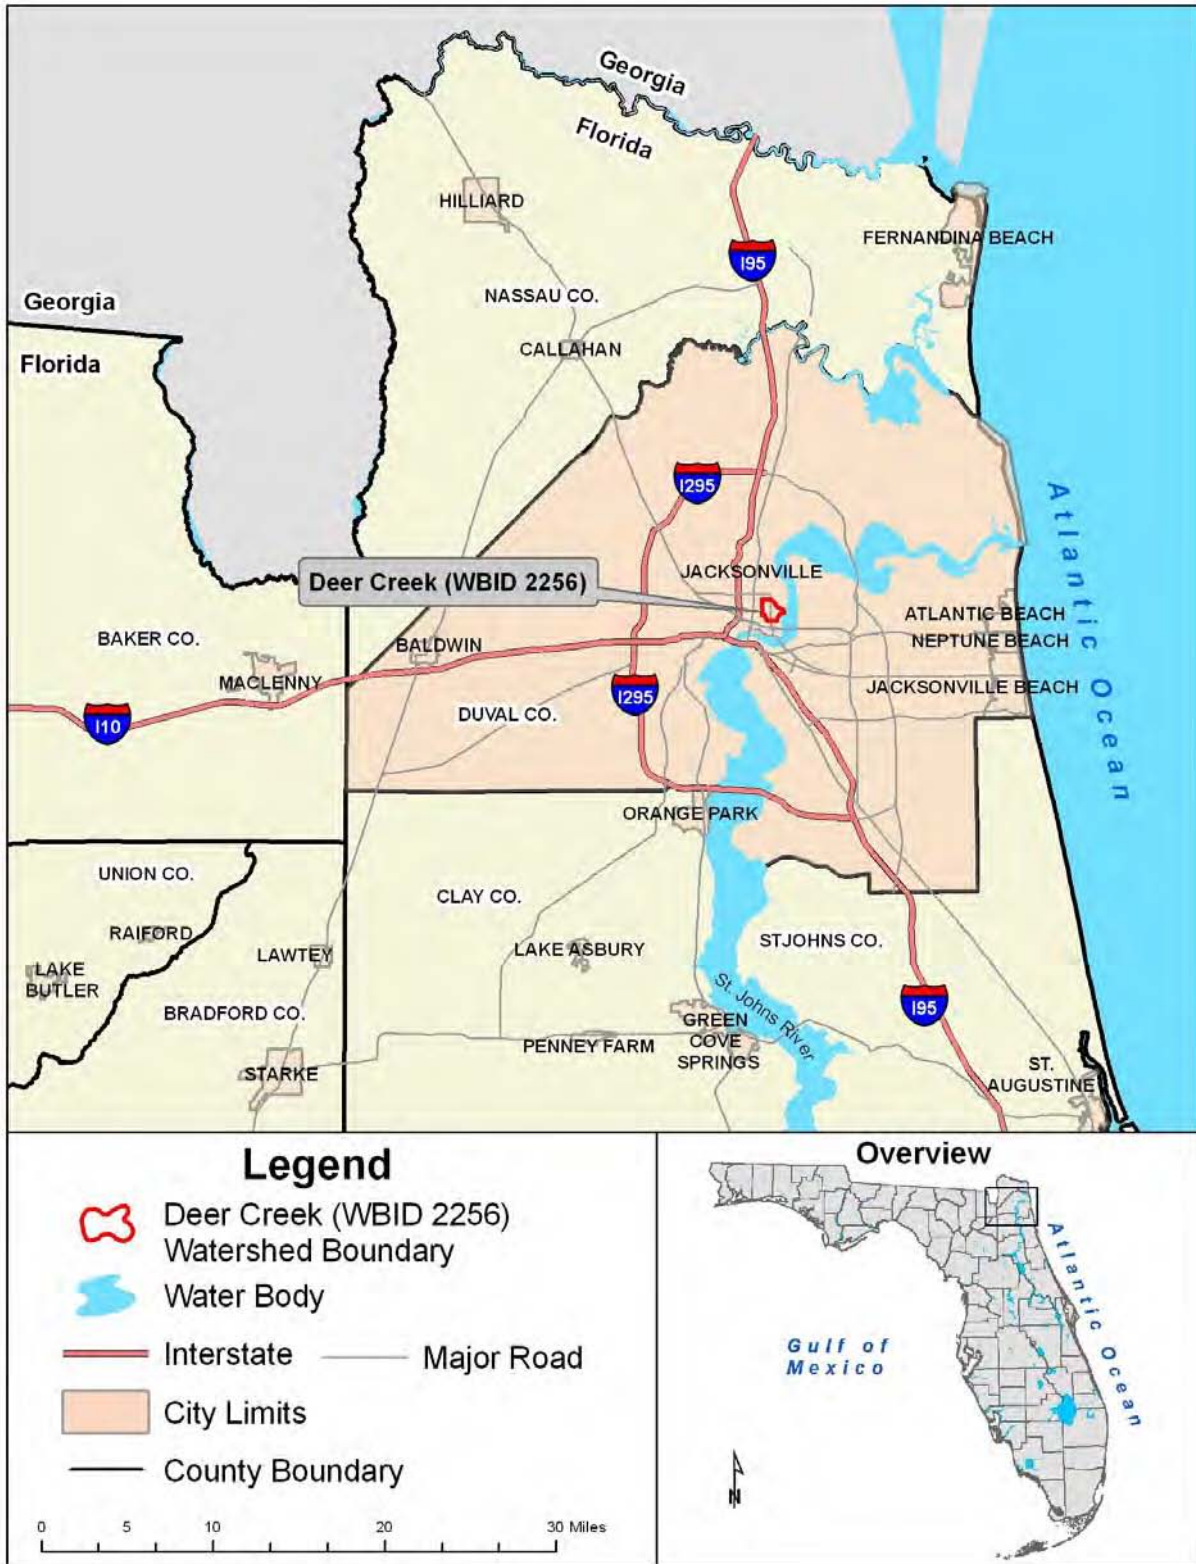 Georgia
Florida
HILLIARD
FERNANDINA BEACH
I95
Georgia
NASSAU CO.
CALLAHAN
Florida
I295
Atlantic Ocean
JACKSONVILLE
Deer Creek (WBID 2256)
ATLANTIC BEACH
BAKER CO.
BALDWIN
NEPTUNE BEACH
MACLENNY
JACKSONVILLE BEACH
I295
DUVAL CO.
I10
ORANGE PARK
UNION CO.
CLAY CO.
RAIFORD
LAWTEY
LAKE ASBURY
STJOHNS CO.
LAKE
BUTLER
St. Johns River
I95
BRADFORD CO.
GREEN
COVE
SPRINGS
PENNEY FARM
STARKE
ST.
AUGUSTINE
Legend
Deer Creek (WBID 2256)
Watershed Boundary
Water Body
Interstate
Major Road
City Limits
County Boundary
0 5 10 20 30 Miles
Overview
Atlantic Ocean
Gulf of
Mexico
N